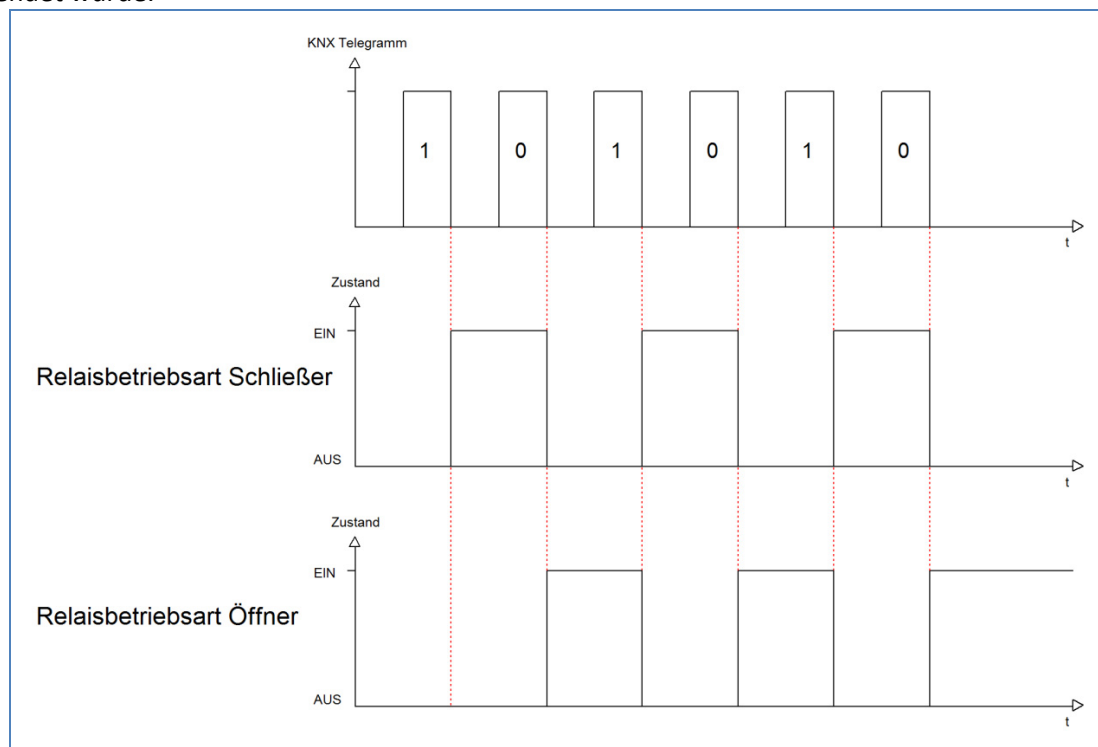 KNX Telegramm
1 0 1 0 1 0
t
Zustand
EIN
Relaisbetriebsart Schließer
AUS
t
Zustand
EIN
Relaisbetriebsart Öffner
AUS
t